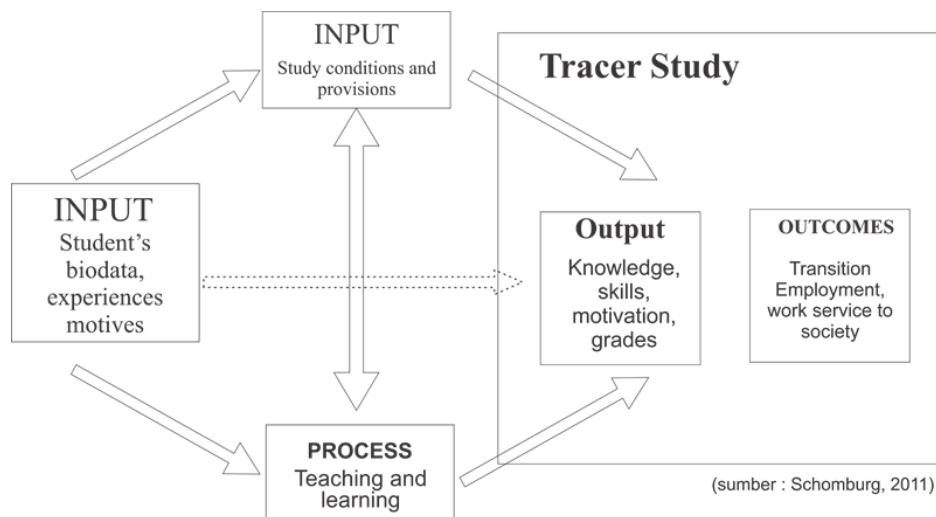 INPUT
Study conditions and
provisions
Tracer Study
INPUT
Student's
biodata,
experiences
motives
Output
Knowledge,
skills,
motivation,
grades
OUTCOMES
Transition
Employment,
work service to
society
PROCESS
Teaching and
learning
(sumber : Schomburg, 2011)